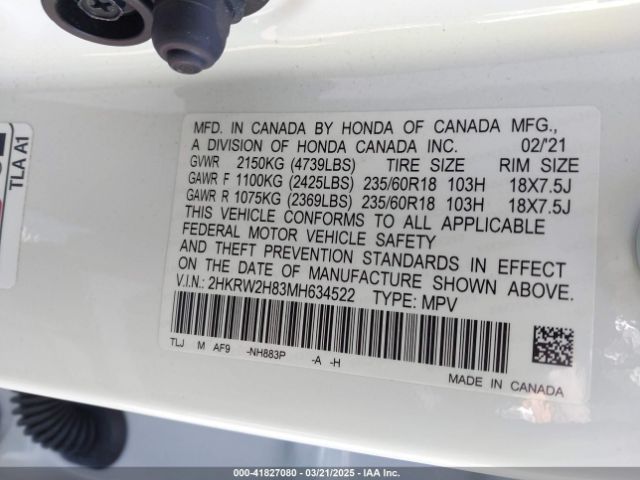 TLA A1
MFD. IN CANADA BY HONDA OF CANADA MFG.,
A DIVISION OF HONDA CANADA INC. 02/'21
GVWR 2150KG (4739LBS) TIRE SIZE RIM SIZE
GAWR F 1100KG (2425LBS) 235/60R18 103H 18X7.5J
GAWR R 1075KG (2369LBS) 235/60R18 103H 18X7.5J
THIS VEHICLE CONFORMS TO ALL APPLICABLE
FEDERAL MOTOR VEHICLE SAFETY
AND THEFT PREVENTION STANDARDS IN EFFECT
ON THE DATE OF MANUFACTURE SHOWN ABOVE.
V.I.N.: 2HKRW2H83MH634522 TYPE: MPV
TLJ M AF9 -NH883P -A -H
MADE IN CANADA
000-41827080 — 03/21/2025 — IAA Inc.